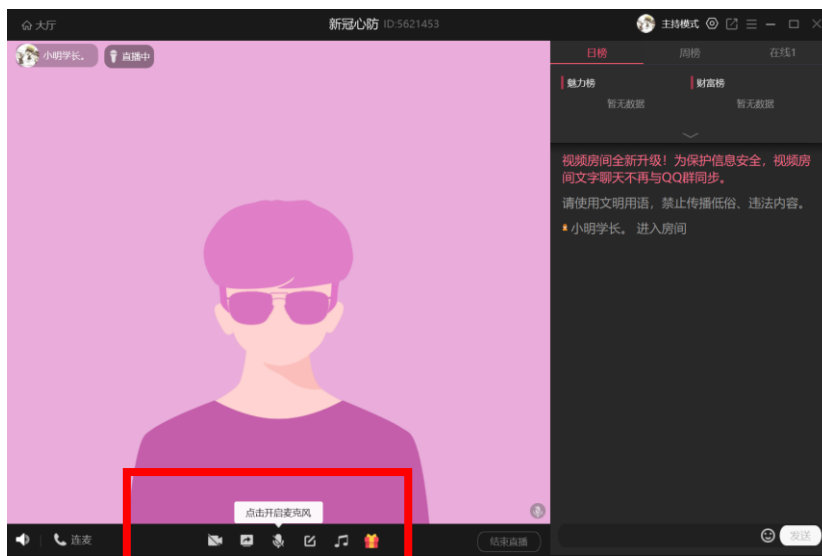 大厅
新冠心防 ID:5621453
主持模式
小明学长。
直播中
日榜 周榜 在线1
魅力榜 财富榜
暂无数据 暂无数据
视频房间全新升级！为保护信息安全，视频房
间文字聊天不再与QQ群同步。
请使用文明用语，禁止传播低俗、违法内容。
小明学长。 进入房间
点击开启麦克风
连麦
结束直播
发送